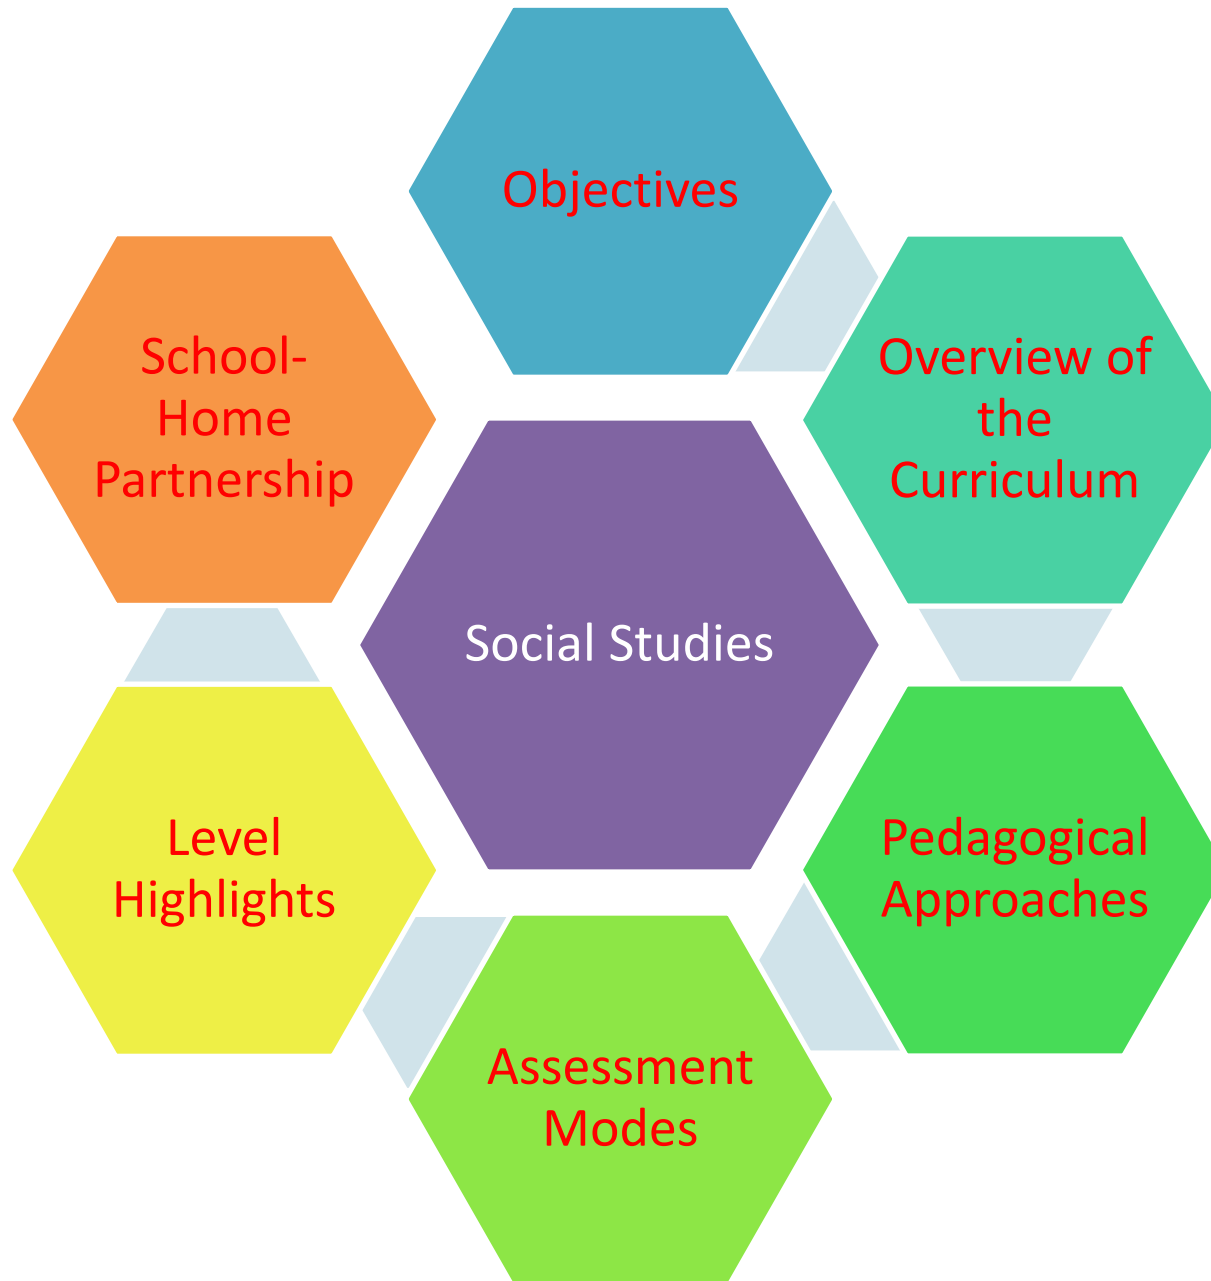 Objectives
Overview of
the
Curriculum
Pedagogical
Approaches
Assessment
Modes
Level
Highlights
School-
Home
Partnership
Social Studies